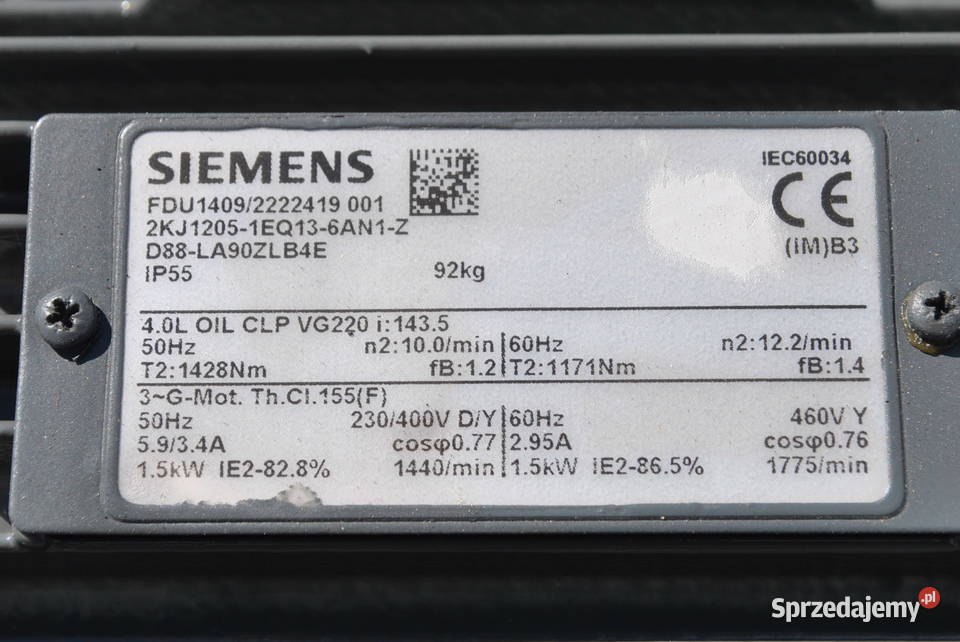 SIEMENS
IEC60034
FDU1409/2222419 001
CE
2KJ1205-1EQ13-6AN1-Z
D88-LA90ZLB4E
(IM)B3
IP55 92kg
4.0L OIL CLP VG220 i:143.5
50Hz n2:10.0/min 60Hz n2:12.2/min
T2:1428Nm fB:1.2 T2:1171Nm fB:1.4
3~G-Mot. Th.Cl.155(F)
50Hz 230/400V D/Y 60Hz 460V Y
5.9/3.4A cosφ0.77 2.95A cosφ0.76
1.5kW IE2-82.8% 1440/min 1.5kW IE2-86.5% 1775/min
Sprzedajemy.pl